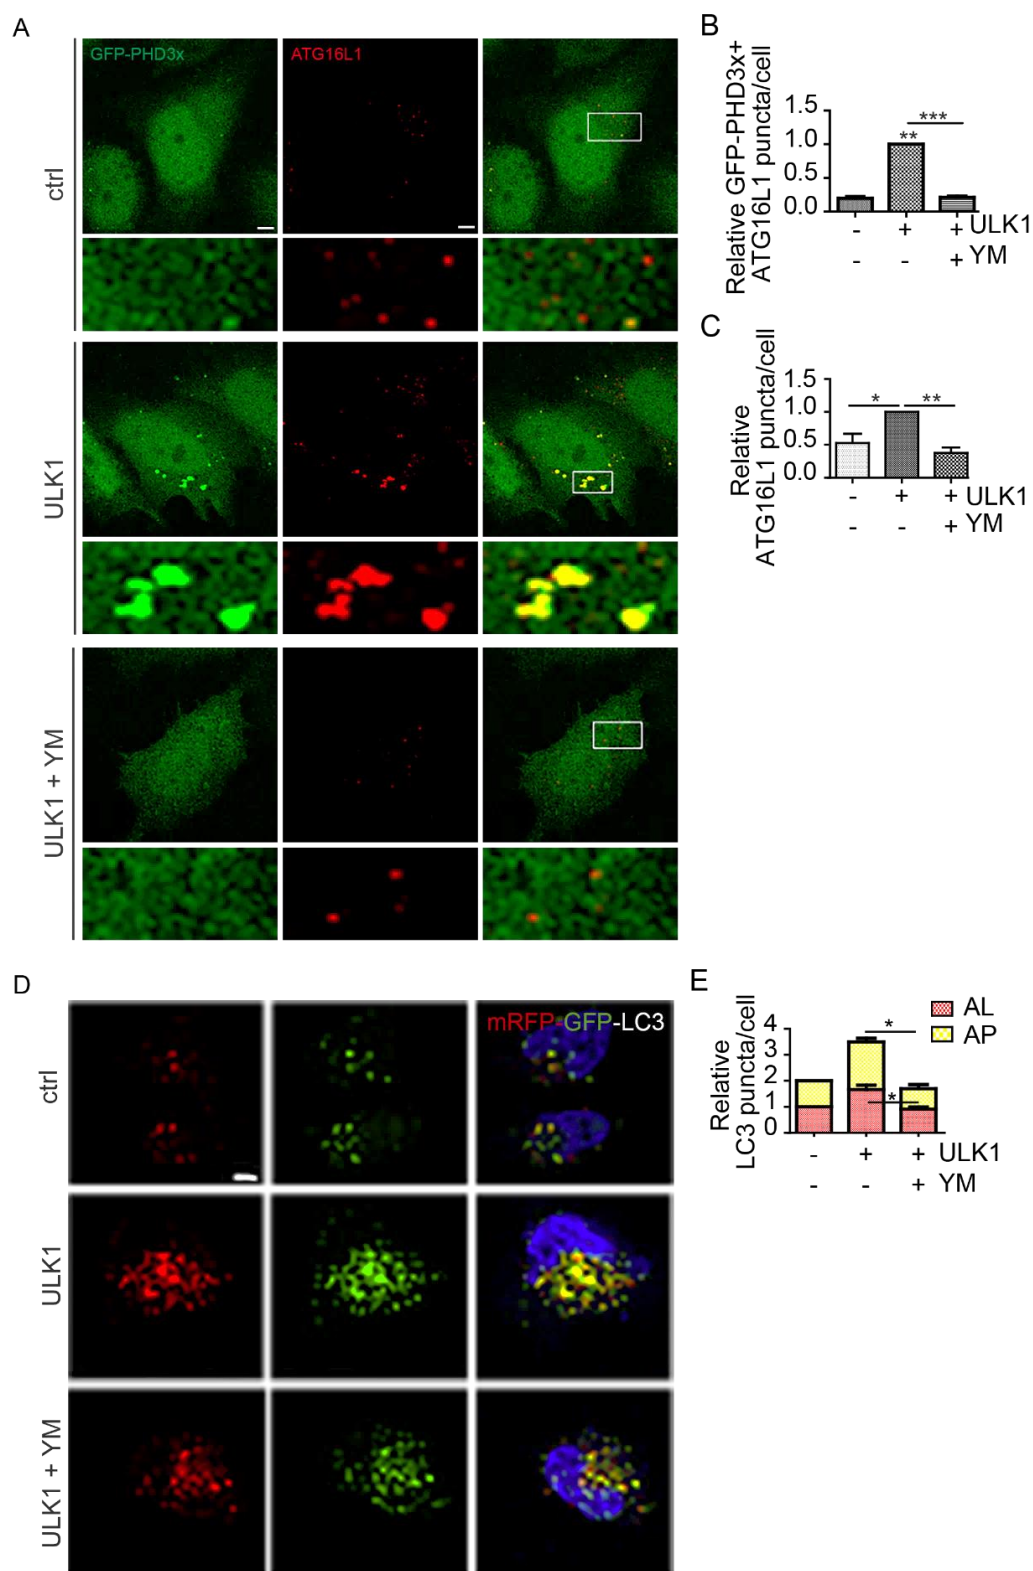 A
GFP-PHD3x
ATG16L1
ctrl
ULK1
ULK1 + YM
B
Relative GFP-PHD3x+
ATG16L1 puncta/cell
1.5
1.0
0.5
0.0
**
***
- + + ULK1
- - + YM
C
Relative
ATG16L1 puncta/cell
1.5
1.0
0.5
0.0
*
**
- + + ULK1
- - + YM
D
mRFP-GFP-LC3
ctrl
ULK1
ULK1 + YM
E
AL
AP
Relative
LC3 puncta/cell
4
3
2
1
0
*
*
- + + ULK1
- - + YM